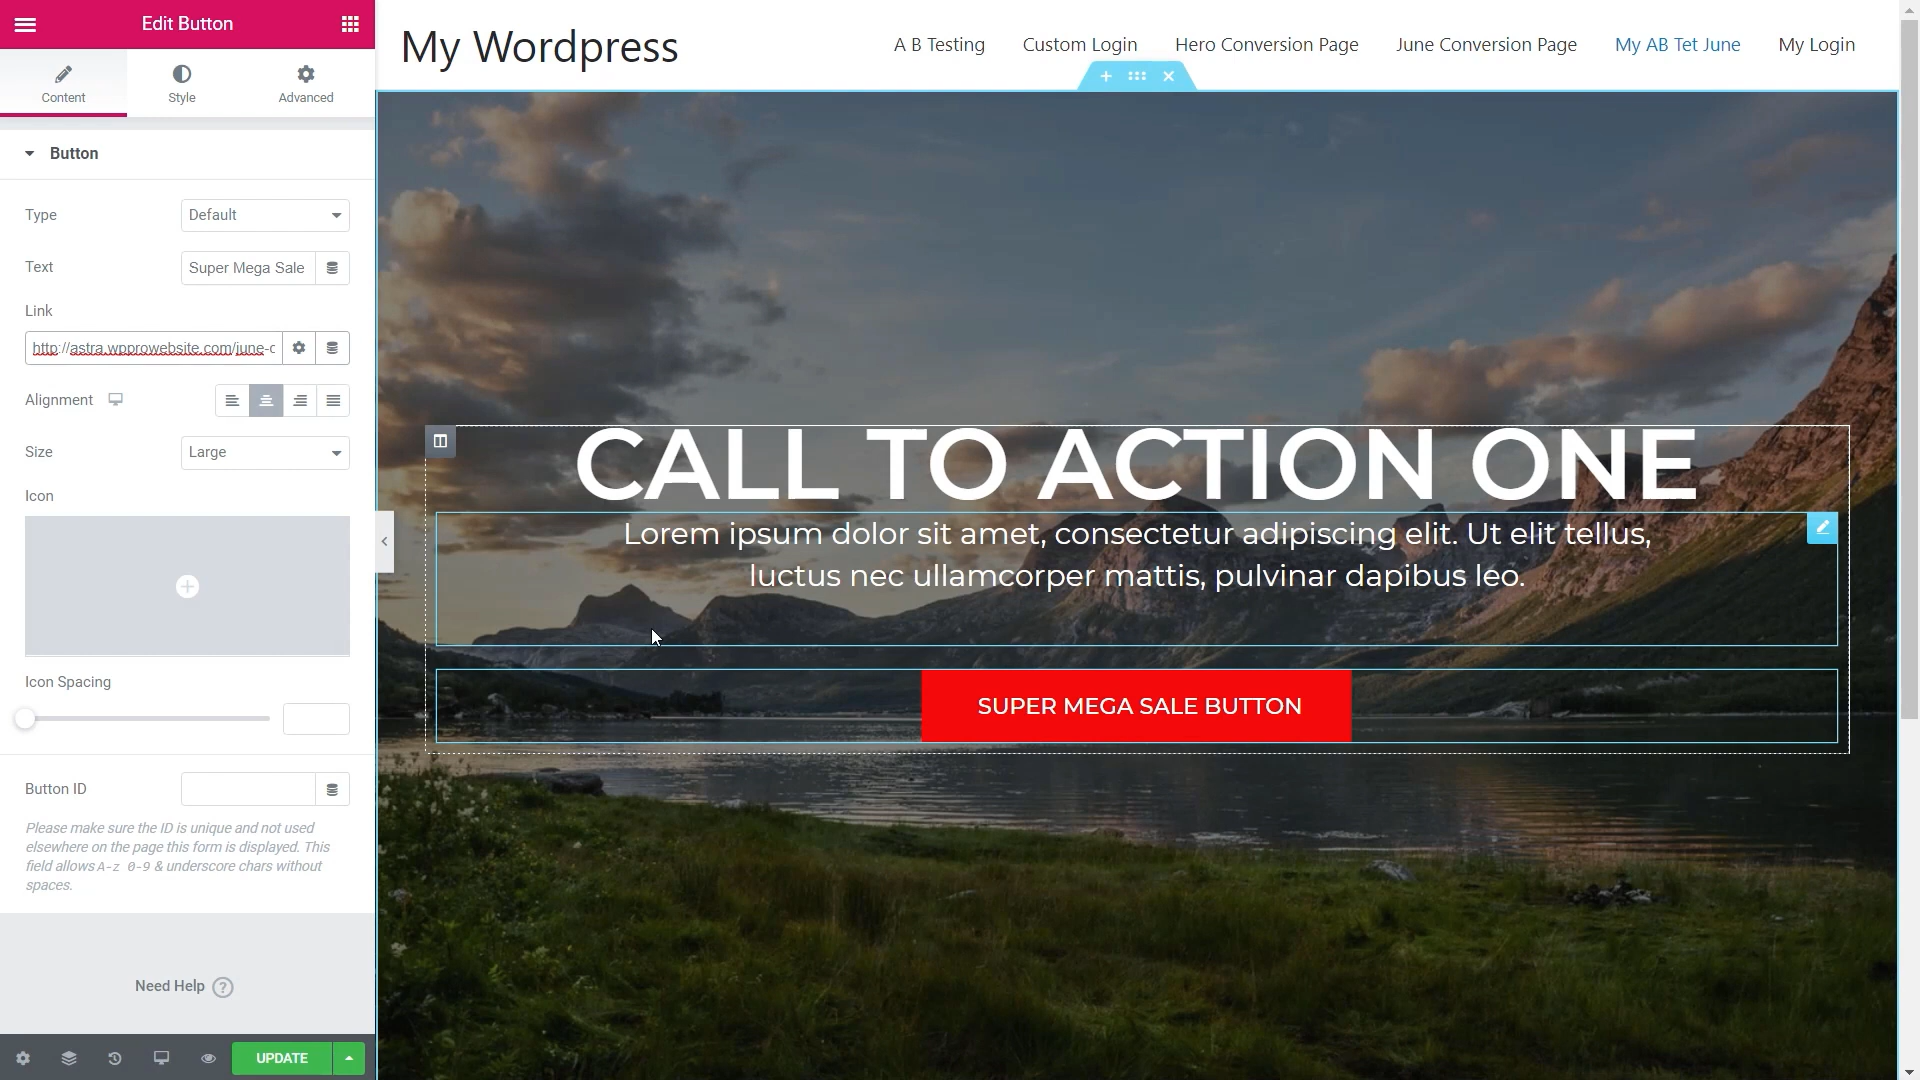 Edit Button
Content
Style
Advanced
Button
Type
Default
Text
Super Mega Sale
Link
http://astra.wpprowebsite.com/june-c
Alignment
Size
Large
Icon
Icon Spacing
Button ID
Please make sure the ID is unique and not used
elsewhere on the page this form is displayed. This
field allows A-z 0-9 & underscore chars without
spaces.
Need Help ?
UPDATE
My Wordpress
A B Testing
Custom Login
Hero Conversion Page
June Conversion Page
My AB Tet June
My Login
CALL TO ACTION ONE
Lorem ipsum dolor sit amet, consectetur adipiscing elit. Ut elit tellus,
luctus nec ullamcorper mattis, pulvinar dapibus leo.
SUPER MEGA SALE BUTTON